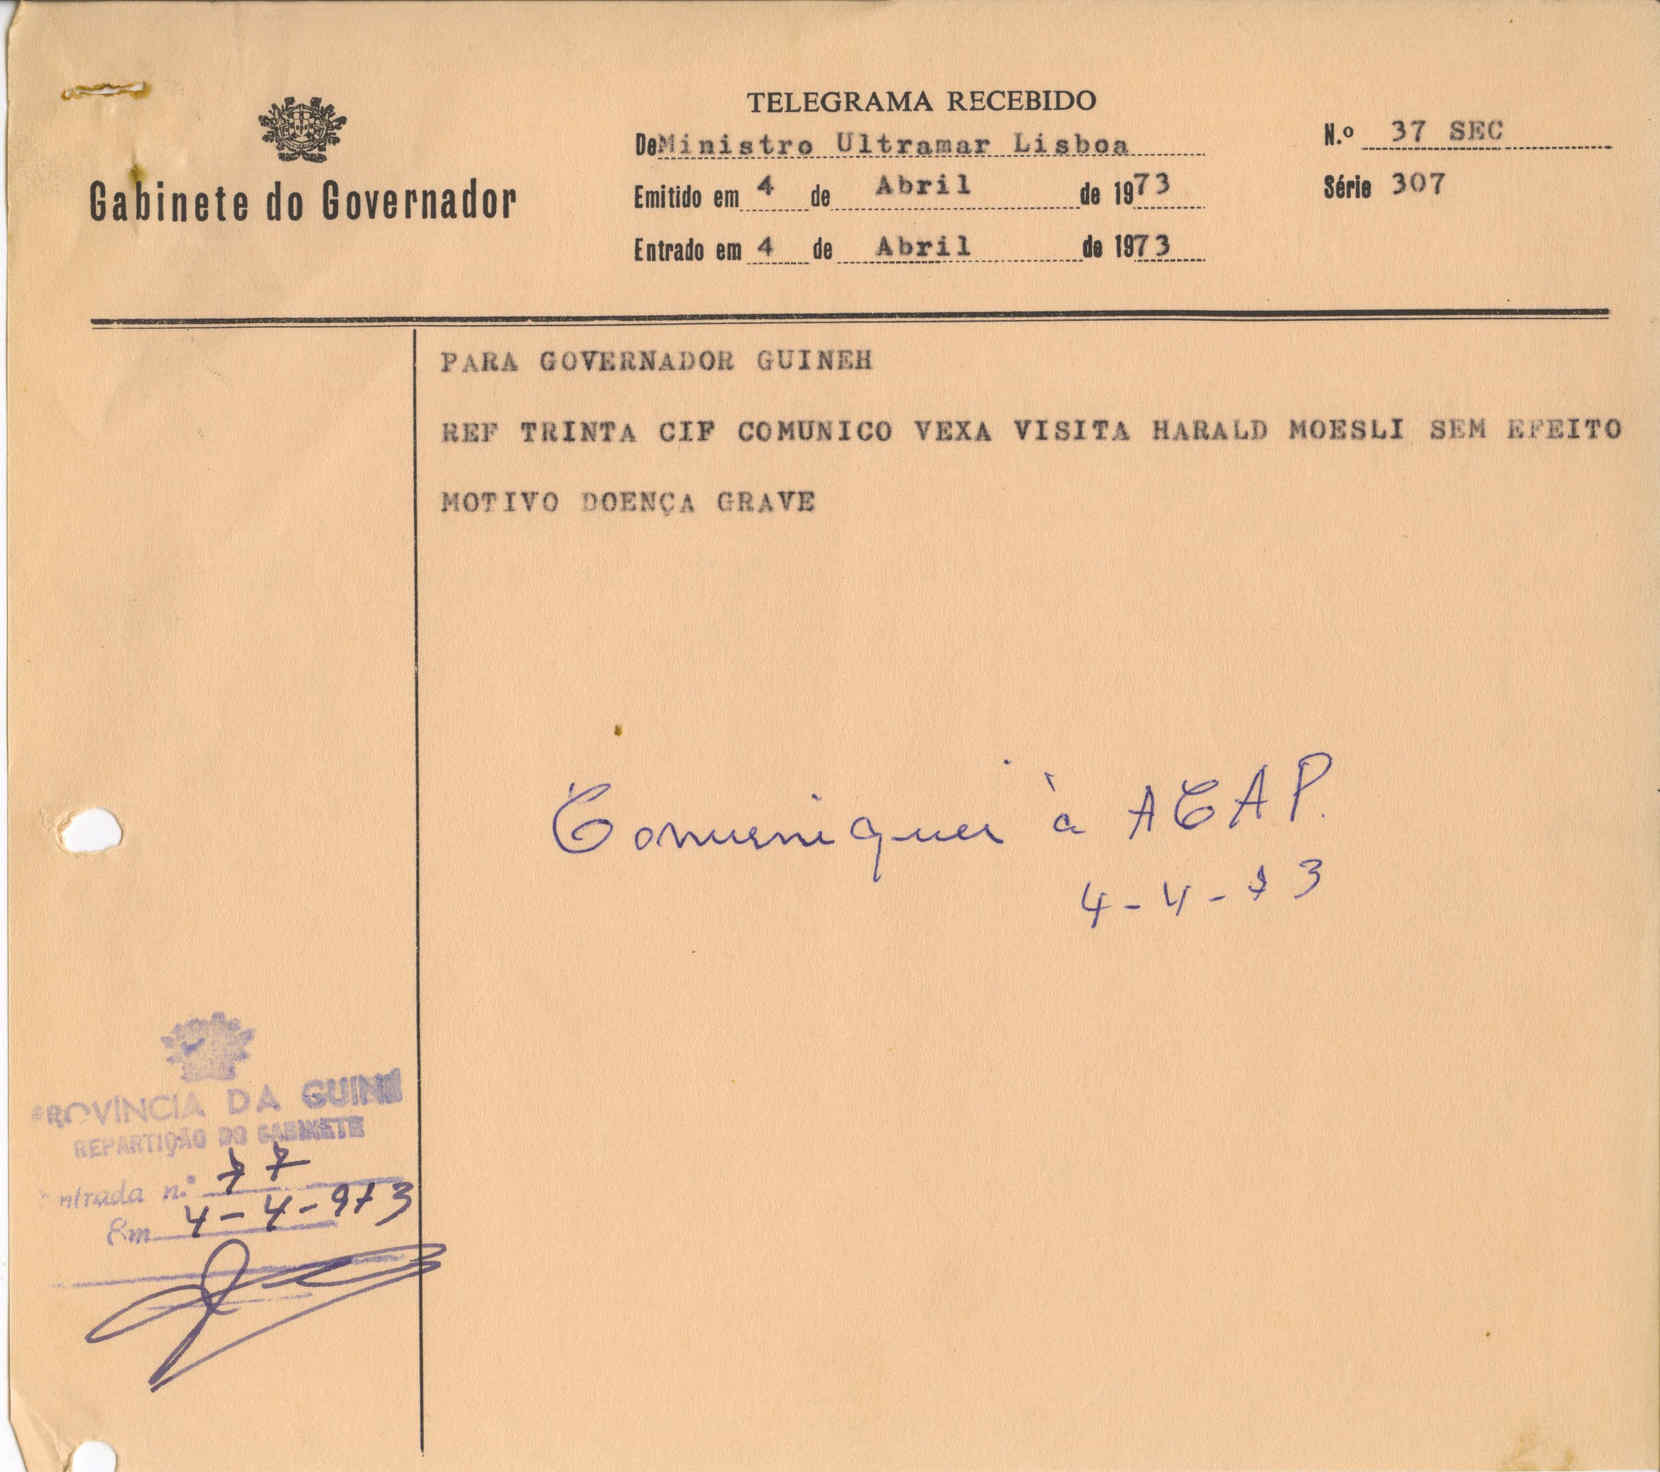 TELEGRAMA RECEBIDO
De Ministro Ultramar Lisboa
N.º 37 SEC
Gabinete do Governador
Emitido em 4 de Abril de 1973
Série 307
Entrado em 4 de Abril de 1973
PARA GOVERNADOR GUINEH
REF TRINTA CIF COMUNICO VEXA VISITA HARALD MOESLI SEM EFEITO
MOTIVO DOENÇA GRAVE
Comuniquei à ACAP.
4-4-73
PROVÍNCIA DA GUINÉ
REPARTIÇÃO DO GABINETE
Entrada n.º 77
Em 4-4-973